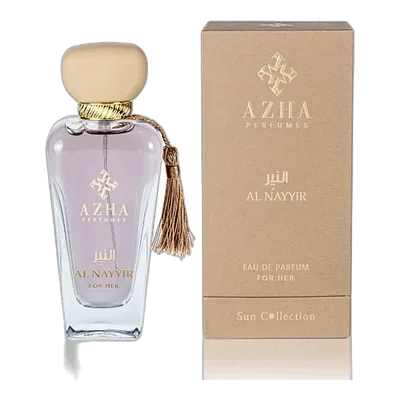 AZHA
PERFUMES
النير
AL NAYYIR
FOR HER
AZHA
PERFUMES
النير
AL NAYYIR
EAU DE PARFUM
FOR HER
Sun Collection